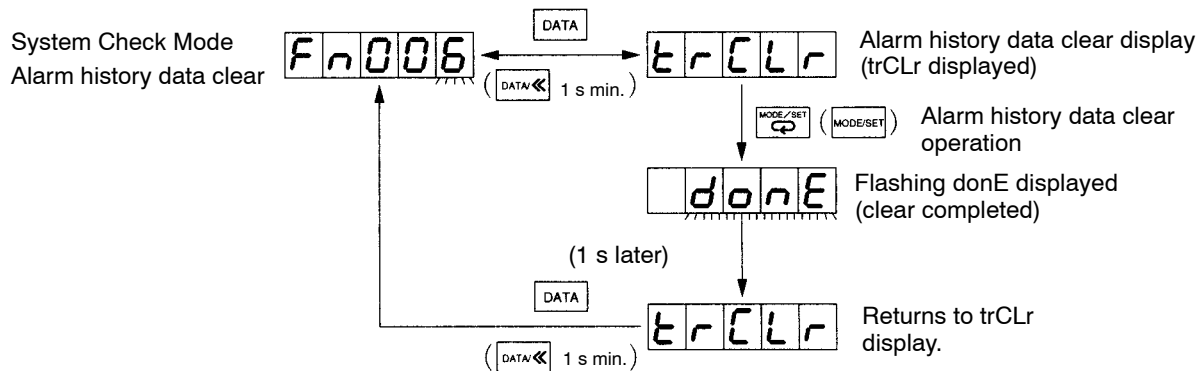 DATA
System Check Mode
Alarm history data clear
Fn006
trCLr
Alarm history data clear display
(trCLr displayed)
(DATA/≪ 1 s min.)
MODE/SET (MODE/SET)
Alarm history data clear
operation
donE
Flashing donE displayed
(clear completed)
(1 s later)
DATA
trCLr
Returns to trCLr
display.
(DATA/≪ 1 s min.)